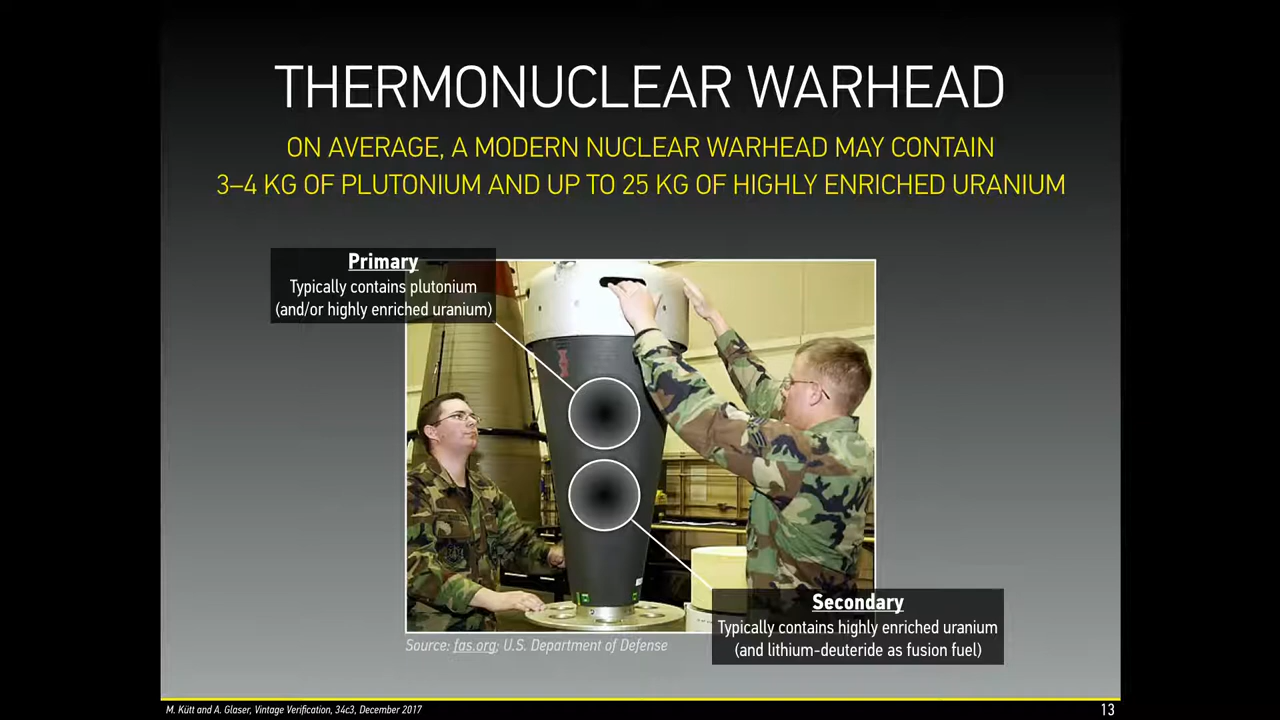 THERMONUCLEAR WARHEAD
ON AVERAGE, A MODERN NUCLEAR WARHEAD MAY CONTAIN
3–4 KG OF PLUTONIUM AND UP TO 25 KG OF HIGHLY ENRICHED URANIUM
Primary
Typically contains plutonium
(and/or highly enriched uranium)
Secondary
Typically contains highly enriched uranium
(and lithium-deuteride as fusion fuel)
Source: fas.org; U.S. Department of Defense
M. Kütt and A. Glaser, Vintage Verification, 34c3, December 2017
13